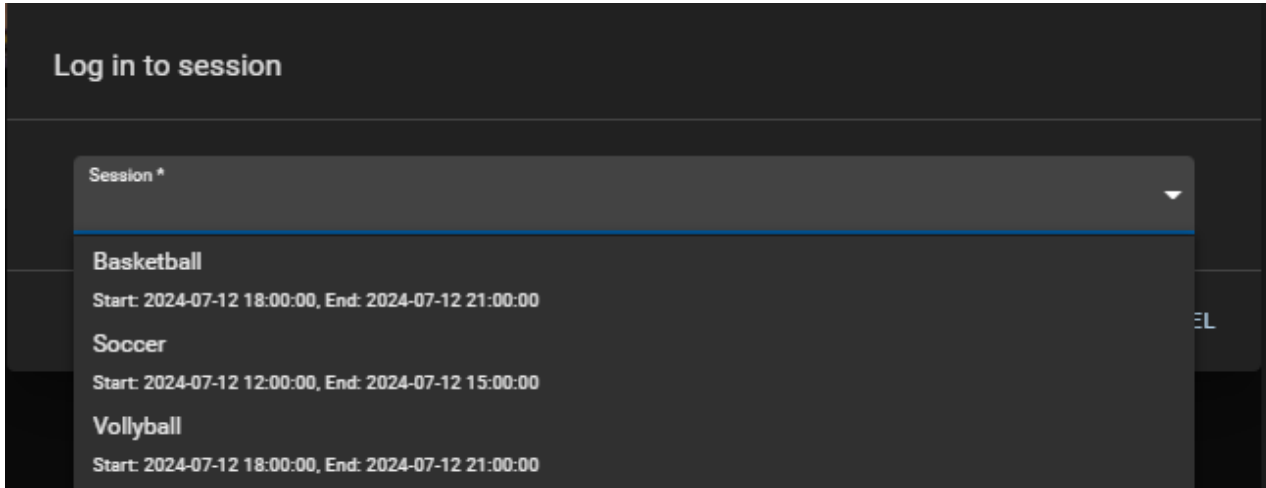 Log in to session
Session *
Basketball
Start: 2024-07-12 18:00:00, End: 2024-07-12 21:00:00
Soccer
Start: 2024-07-12 12:00:00, End: 2024-07-12 15:00:00
EL
Vollyball
Start: 2024-07-12 18:00:00, End: 2024-07-12 21:00:00